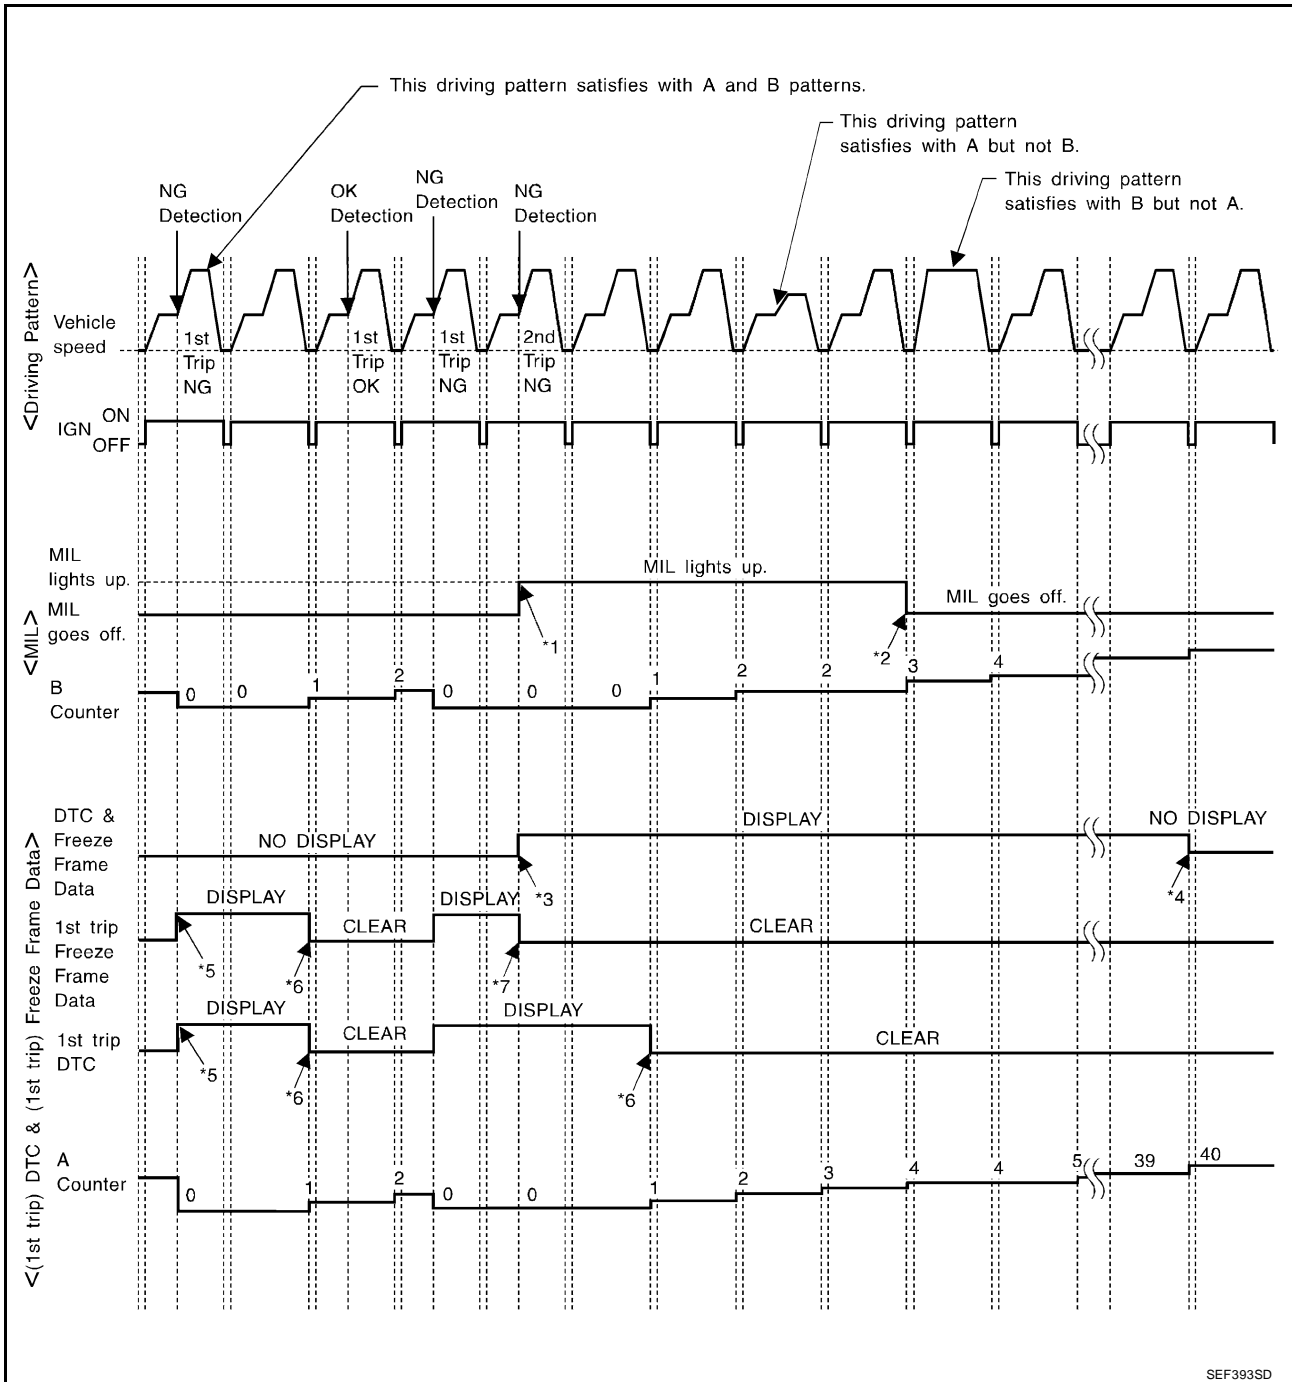 This driving pattern satisfies with A and B patterns.
This driving pattern
satisfies with A but not B.
This driving pattern
satisfies with B but not A.
NG
Detection
OK
Detection
NG
Detection
NG
Detection
<Driving Pattern>
Vehicle
speed
1st
Trip
NG
1st
Trip
OK
1st
Trip
NG
2nd
Trip
NG
IGN
ON
OFF
<MIL>
MIL
lights up.
MIL lights up.
MIL
goes off.
MIL goes off.
*1
*2
B
Counter
0
0
1
2
0
0
0
1
2
2
3
4
<(1st trip) DTC & (1st trip) Freeze Frame Data>
DTC &
Freeze
Frame
Data
NO DISPLAY
DISPLAY
NO DISPLAY
*3
*4
1st trip
Freeze
Frame
Data
DISPLAY
CLEAR
DISPLAY
CLEAR
*5
*6
*7
1st trip
DTC
DISPLAY
CLEAR
DISPLAY
CLEAR
*5
*6
*6
A
Counter
0
1
2
0
0
1
2
3
4
4
5
39
40
SEF393SD